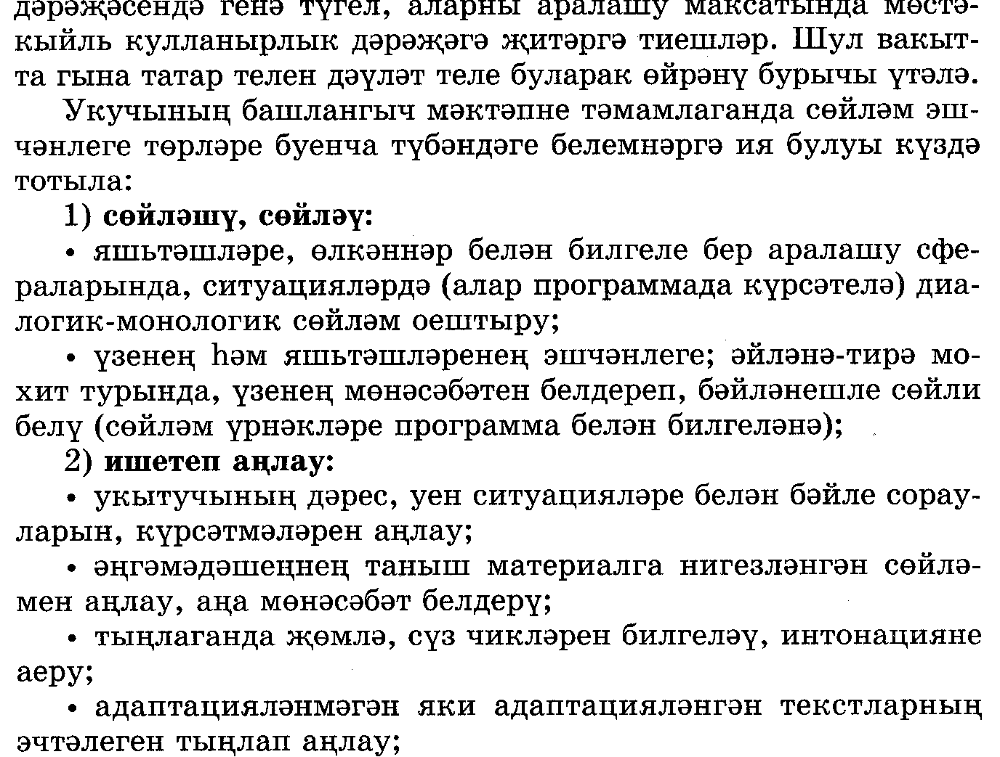 дәрәҗәсендә генә түгел, аларны аралашу максатында мөстә-
кыйль кулланырлык дәрәҗәгә җитәргә тиешләр. Шул вакыт-
та гына татар телен дәүләт теле буларак өйрәнү бурычы үтәлә.
Укучының башлангыч мәктәпне тәмамлаганда сөйләм эш-
чәнлеге төрләре буенча түбәндәге белемнәргә ия булуы күздә
тотыла:
1) сөйләшү, сөйләү:
• яшьтәшләре, өлкәннәр белән билгеле бер аралашу сфе-
раларында, ситуацияләрдә (алар программада күрсәтелә) диа-
логик-монологик сөйләм оештыру;
• үзенең һәм яшьтәшләренең эшчәнлеге; әйләнә-тирә мо-
хит турында, үзенең мөнәсәбәтен белдереп, бәйләнешле сөйли
белү (сөйләм үрнәкләре программа белән билгеләнә);
2) ишетеп аңлау:
• укытучының дәрес, уен ситуацияләре белән бәйле сорау-
ларын, күрсәтмәләрен аңлау;
• әңгәмәдәшеңнең таныш материалга нигезләнгән сөйлә-
мен аңлау, аңа мөнәсәбәт белдерү;
• тыңлаганда җөмлә, сүз чикләрен билгеләү, интонацияне
аеру;
• адаптацияләнмәгән яки адаптацияләнгән текстларның
эчтәлеген тыңлап аңлау;